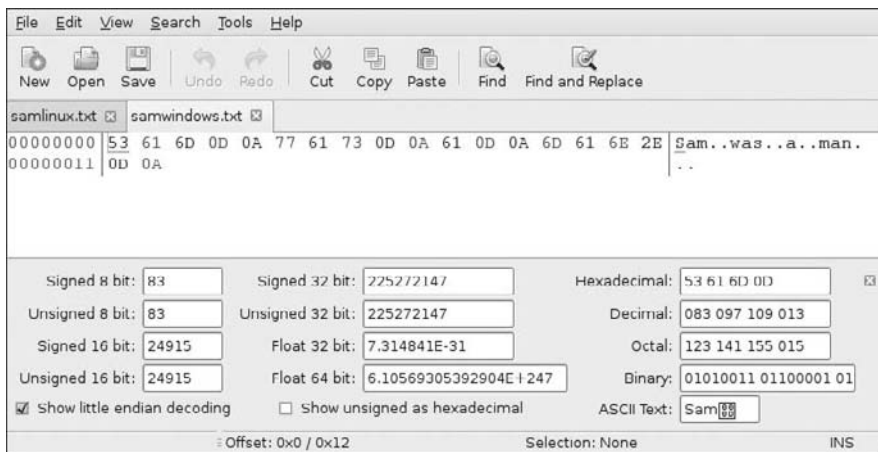 File Edit View Search Tools Help
New Open Save Undo Redo Cut Copy Paste Find Find and Replace
samlinux.txt samwindows.txt
00000000 53 61 6D 0D 0A 77 61 73 0D 0A 61 0D 0A 6D 61 6E 2E Sam..was..a..man.
00000011 0D 0A ..
Signed 8 bit: 83 Signed 32 bit: 225272147 Hexadecimal: 53 61 6D 0D
Unsigned 8 bit: 83 Unsigned 32 bit: 225272147 Decimal: 083 097 109 013
Signed 16 bit: 24915 Float 32 bit: 7.314841E-31 Octal: 123 141 155 015
Unsigned 16 bit: 24915 Float 64 bit: 6.10569305392904E+247 Binary: 01010011 01100001 01
Show little endian decoding Show unsigned as hexadecimal ASCII Text: Sam
Offset: 0x0 / 0x12 Selection: None INS